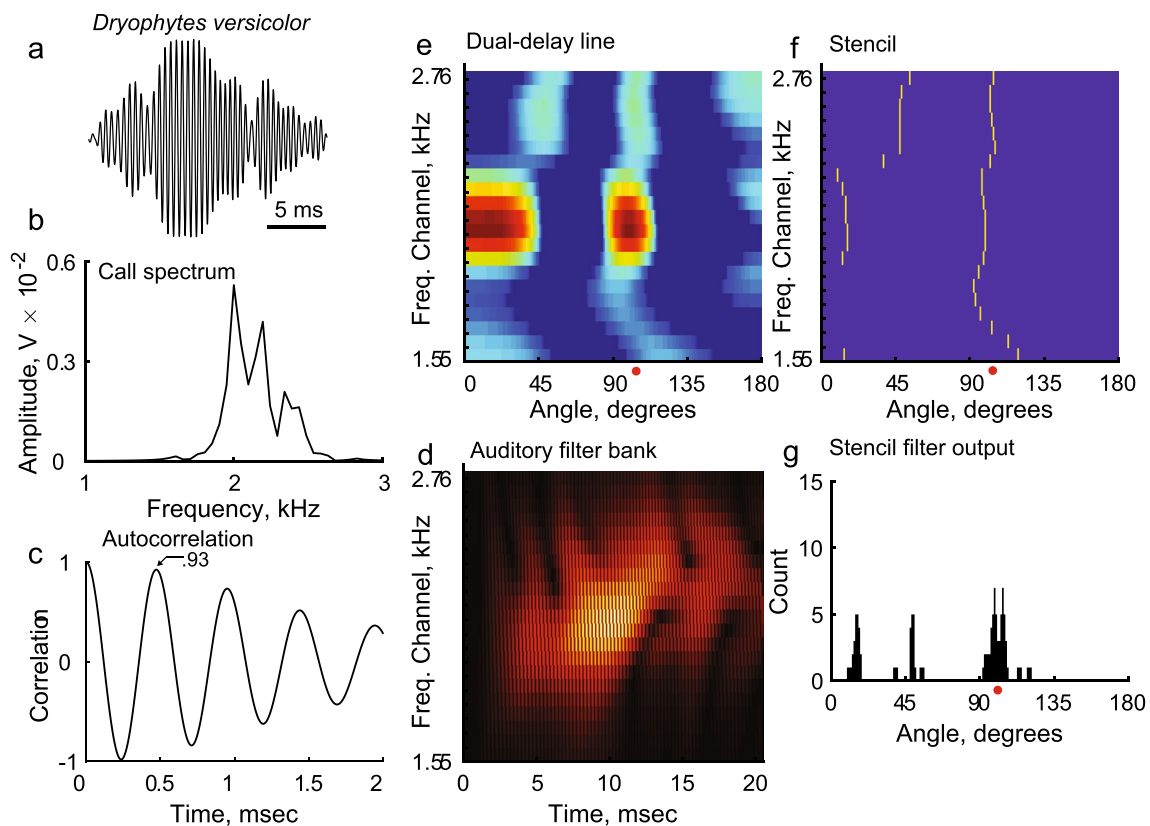 Dryophytes versicolor
a
5 ms
b
Call spectrum
0.6
0.3
0
Amplitude, V × 10-2
1
2
3
Frequency, kHz
c
Autocorrelation
.93
1
0
-1
Correlation
0
0.5
1
1.5
2
Time, msec
e
Dual-delay line
2.76
1.55
Freq. Channel, kHz
0
45
90
135
180
Angle, degrees
d
Auditory filter bank
2.76
1.55
Freq. Channel, kHz
0
5
10
15
20
Time, msec
f
Stencil
2.76
1.55
Freq. Channel, kHz
0
45
90
135
180
Angle, degrees
g
Stencil filter output
15
10
5
0
Count
0
45
90
135
180
Angle, degrees